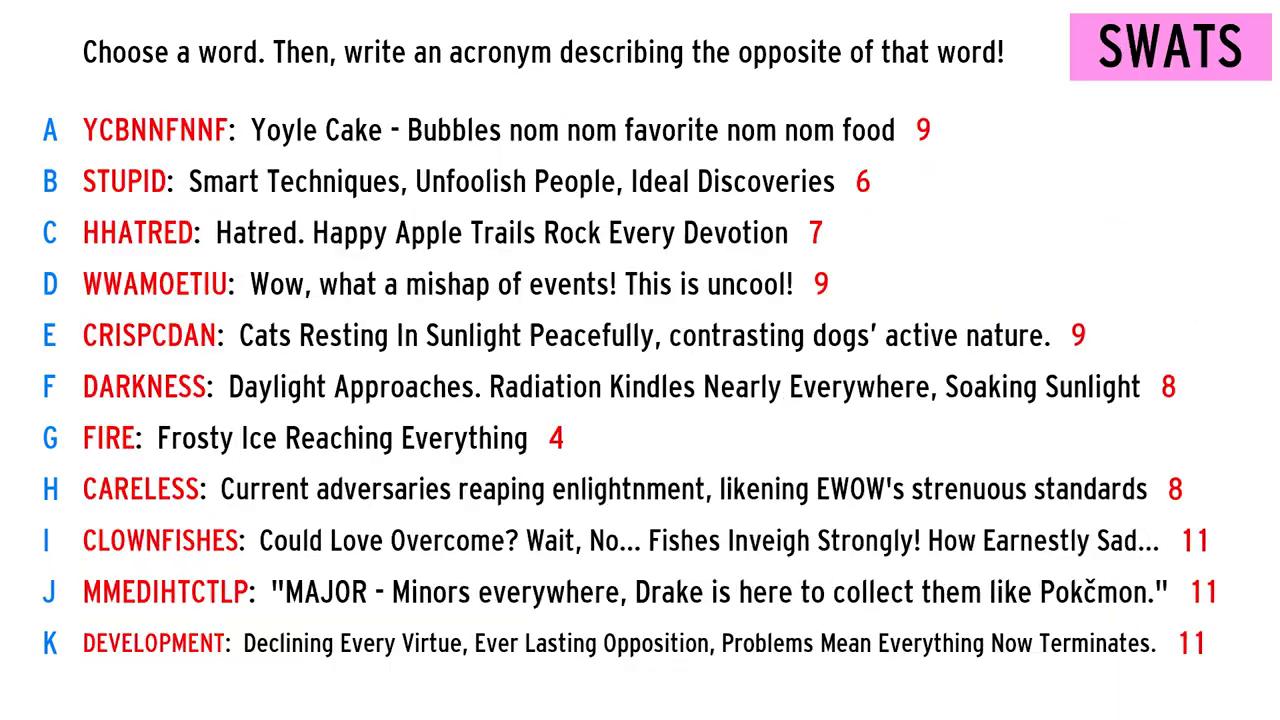 Choose a word. Then, write an acronym describing the opposite of that word!
SWATS
A YCBNNFNNF: Yoyle Cake - Bubbles nom nom favorite nom nom food 9
B STUPID: Smart Techniques, Unfoolish People, Ideal Discoveries 6
C HHATRED: Hatred. Happy Apple Trails Rock Every Devotion 7
D WWAMOETIU: Wow, what a mishap of events! This is uncool! 9
E CRISPCDAN: Cats Resting In Sunlight Peacefully, contrasting dogs’ active nature. 9
F DARKNESS: Daylight Approaches. Radiation Kindles Nearly Everywhere, Soaking Sunlight 8
G FIRE: Frosty Ice Reaching Everything 4
H CARELESS: Current adversaries reaping enlightnment, likening EWOW's strenuous standards 8
I CLOWNFISHES: Could Love Overcome? Wait, No... Fishes Inveigh Strongly! How Earnestly Sad... 11
J MMEDIHTCTLP: "MAJOR - Minors everywhere, Drake is here to collect them like Pokčmon." 11
K DEVELOPMENT: Declining Every Virtue, Ever Lasting Opposition, Problems Mean Everything Now Terminates. 11